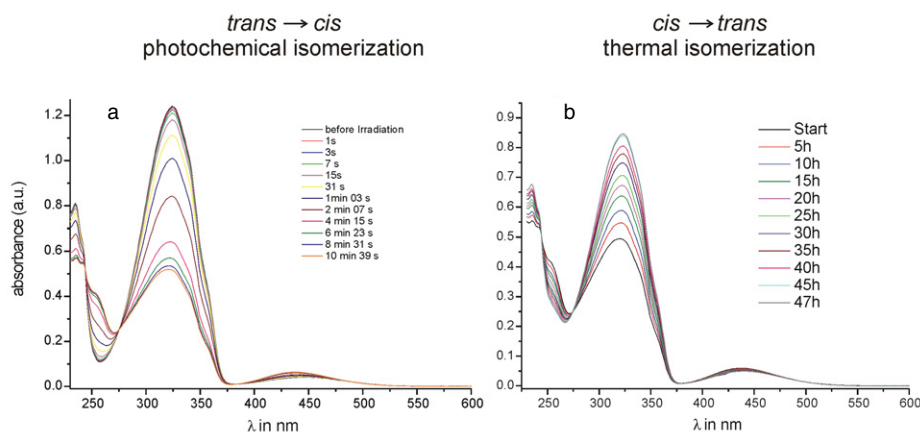 trans → cis
photochemical isomerization
cis → trans
thermal isomerization
a
absorbance (a.u.)
1.2
1.0
0.8
0.6
0.4
0.2
0.0
250 300 350 400 450 500 550 600
λ in nm
before Irradiation
1s
3s
7 s
15s
31 s
1min 03 s
2 min 07 s
4 min 15 s
6 min 23 s
8 min 31 s
10 min 39 s
b
0.9
0.8
0.7
0.6
0.5
0.4
0.3
0.2
0.1
0.0
250 300 350 400 450 500 550 600
λ in nm
Start
5h
10h
15h
20h
25h
30h
35h
40h
45h
47h